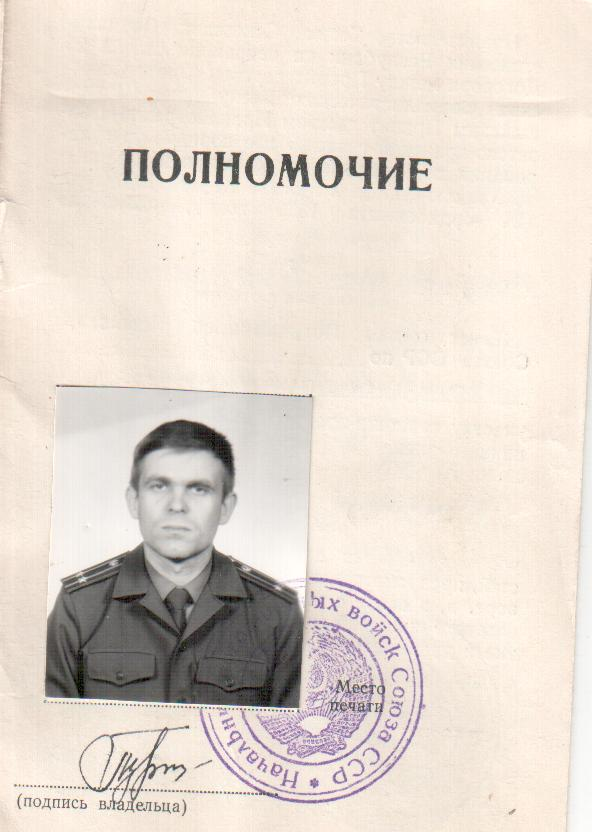 ПОЛНОМОЧИЕ
ых войск Союза ССР * Начальни
Место
печати
(подпись владельца)